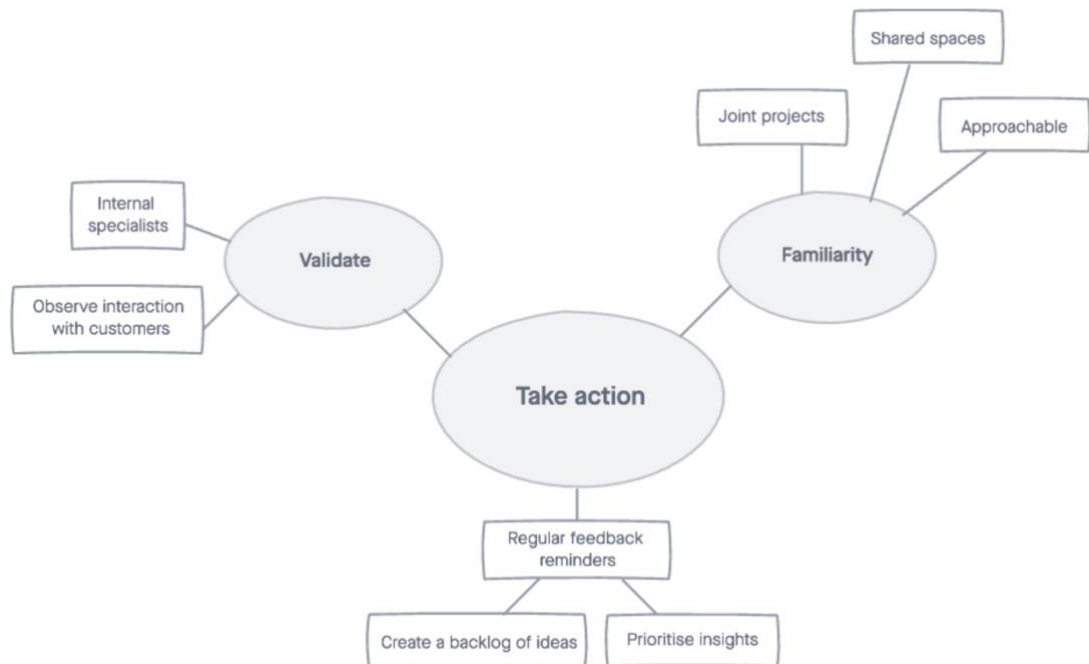 Shared spaces
Joint projects
Approachable
Internal
specialists
Validate
Familiarity
Observe interaction
with customers
Take action
Regular feedback
reminders
Create a backlog of ideas
Prioritise insights